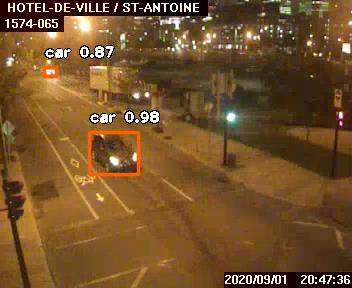 HOTEL-DE-VILLE / ST-ANTOINE
1574-065
car 0.87
car 0.98
2020/09/01 20:47:36